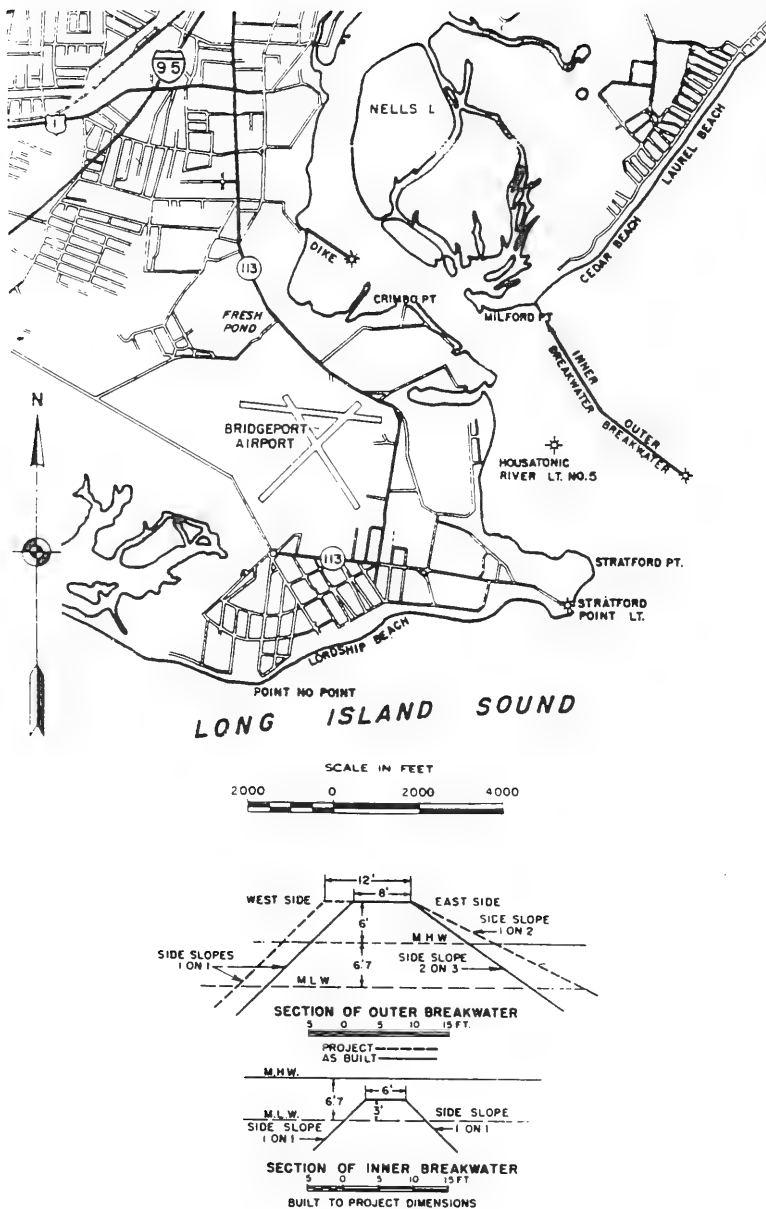 95
1
NELLS I.
LAUREL BEACH
CEDAR BEACH
DIKE
113
CRIMBO PT
MILFORD PT.
FRESH
POND
INNER
BREAKWATER
OUTER
BREAKWATER
N
BRIDGEPORT
AIRPORT
HOUSATONIC
RIVER LT. NO. 5
113
STRATFORD PT.
STRATFORD
POINT LT.
LORDSHIP BEACH
POINT NO POINT
LONG ISLAND SOUND
SCALE IN FEET
2000 0 2000 4000
12'
8'
WEST SIDE
EAST SIDE
SIDE SLOPE
1 ON 2
6'
M.H.W.
SIDE SLOPES
1 ON 1
6'.7
SIDE SLOPE
2 ON 3
M.L.W.
SECTION OF OUTER BREAKWATER
5 0 5 10 15 FT.
PROJECT
AS BUILT
M.H.W.
6'
6'.7
3'
M.L.W.
SIDE SLOPE
1 ON 1
SIDE SLOPE
1 ON 1
SECTION OF INNER BREAKWATER
5 0 5 10 15 FT
BUILT TO PROJECT DIMENSIONS